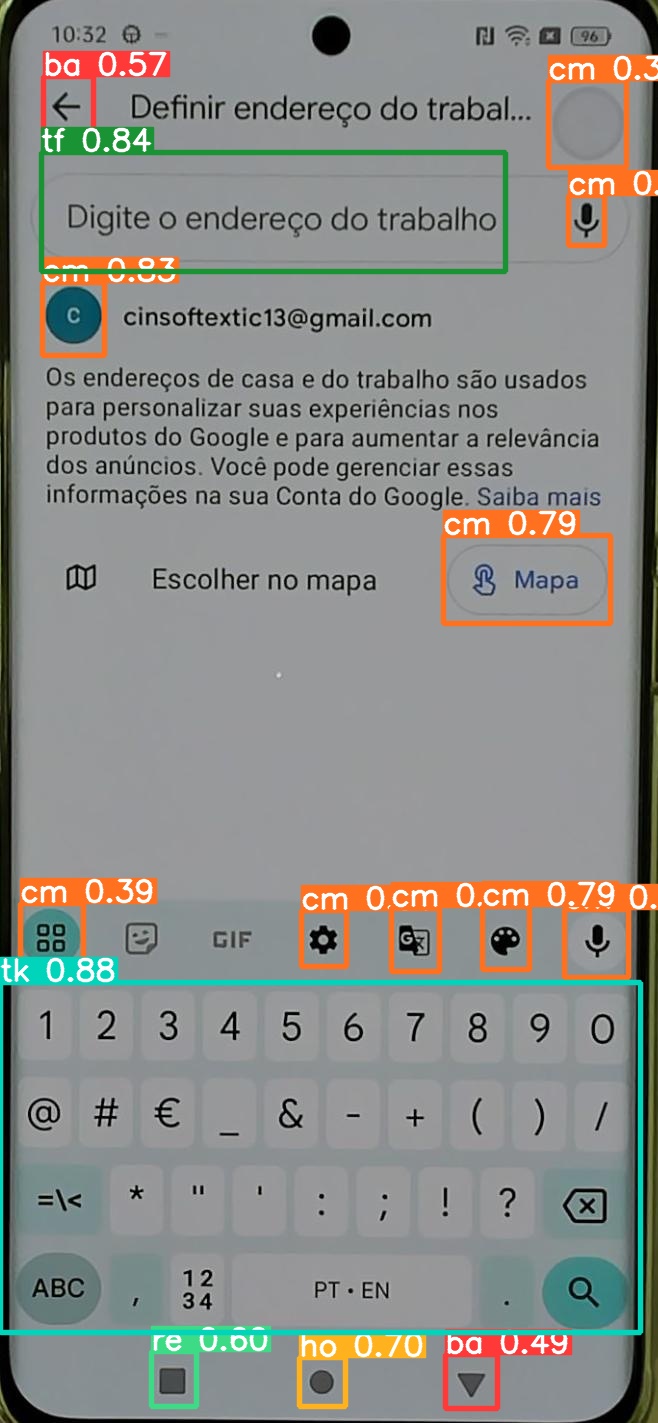 10:32 96
ba 0.57
cm 0.3
Definir endereço do trabal...
tf 0.84
cm 0.
Digite o endereço do trabalho
cm 0.83
C cinsoftextic13@gmail.com
Os endereços de casa e do trabalho são usados
para personalizar suas experiências nos
produtos do Google e para aumentar a relevância
dos anúncios. Você pode gerenciar essas
informações na sua Conta do Google. Saiba mais
cm 0.79
Escolher no mapa Mapa
cm 0.39 cm 0. cm 0. cm 0.79 0.
GIF G
tk 0.88
1 2 3 4 5 6 7 8 9 0
@ # € _ & - + ( ) /
=\< * " ' : ; ! ?
ABC , 1 2 3 4 PT • EN .
re 0.60 ho 0.70 ba 0.49